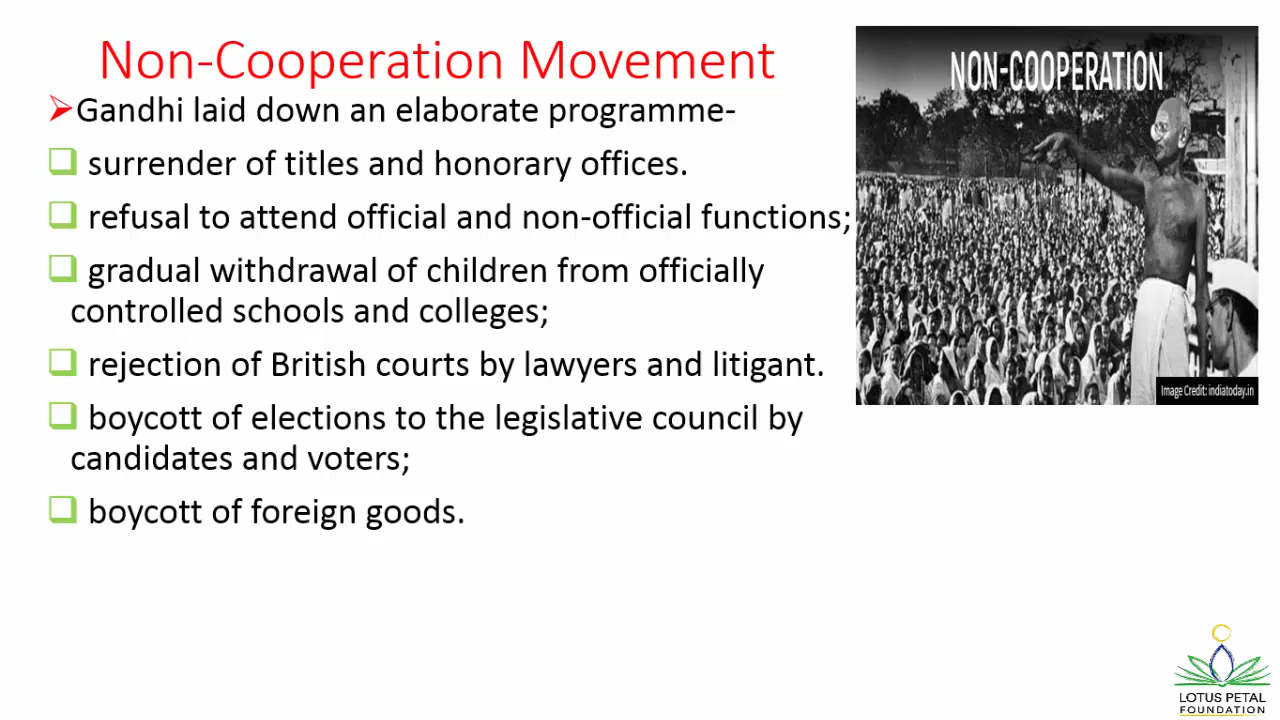 Non-Cooperation Movement
Gandhi laid down an elaborate programme-
surrender of titles and honorary offices.
refusal to attend official and non-official functions;
gradual withdrawal of children from officially
controlled schools and colleges;
rejection of British courts by lawyers and litigant.
boycott of elections to the legislative council by
candidates and voters;
boycott of foreign goods.
NON-COOPERATION
Image Credit: indiatoday.in
LOTUS PETAL
FOUNDATION